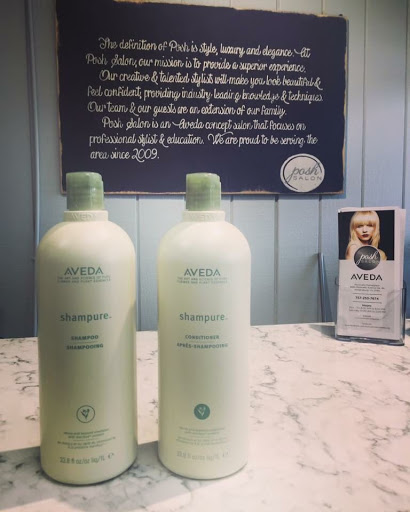 The definition of Posh is style, luxury and elegance. At
Posh Salon, our mission is to provide a superior experience.
Our creative & talented stylist will make you look beautiful &
feel confident; providing industry leading knowledge & techniques.
Our team & our guests are an extension of our family.
Posh Salon is an Aveda concept salon that focuses on
professional stylist & education. We are proud to be serving the
area since 2009.
posh
SALON
AVEDA
shampure.
SHAMPOO
SHAMPOOING
AVEDA
shampure.
CONDITIONER
APRÈS-SHAMPOOING
posh
AVEDA